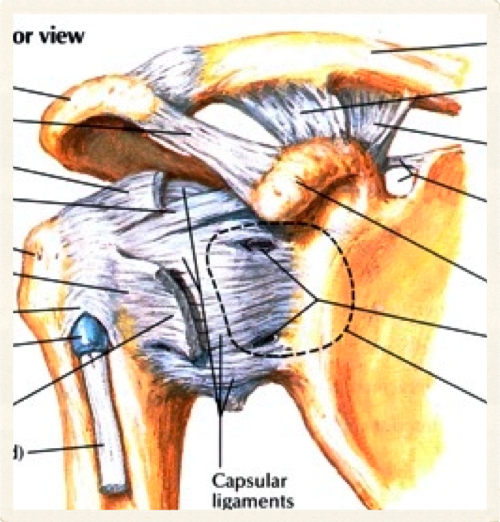 or view
d)
Capsular
ligaments